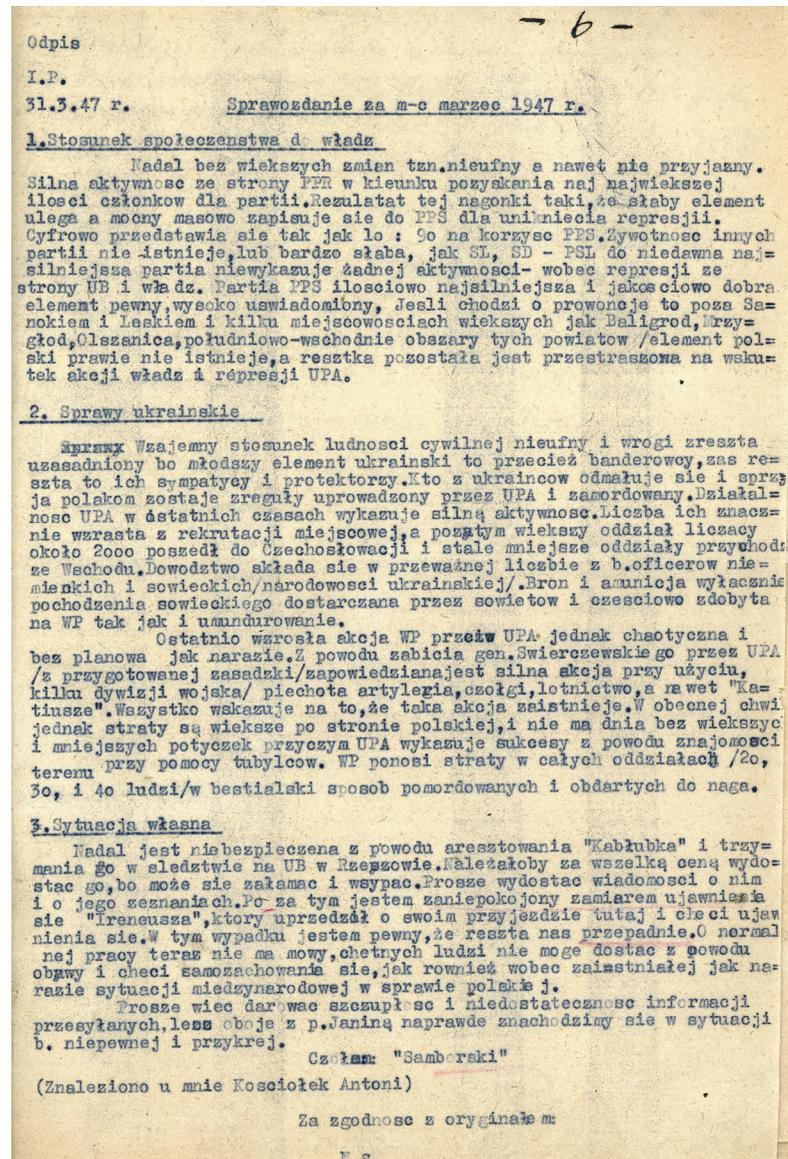 - 6 -
Odpis
I.P.
31.3.47 r. Sprawozdanie za m-c marzec 1947 r.
1.Stosunek społeczenstwa do władz
Nadal bez wiekszych zmian tzn.nieufny a nawet nie przyjazny.
Silna aktywnosc ze strony PPR w kieunku pozyskania naj największej
ilosci członkow dla partii.Rezulatat tej nagonki taki,że słaby element
ulega a mocny masowo zapisuje sie do PPS dla unikniecia represjii.
Cyfrowo przedstawia sie tak jak lo : 9o na korzysc PPS.Zywotnosc innych
partii nie istnieje,lub bardzo słaba, jak SL, SD - PSL do niedawna naj=
silniejsza partia niewykazuje żadnej aktywnosci- wobec represji ze
strony UB i władz. Partia PPS ilosciowo najsilniejsza i jakosciowo dobra
element pewny,wysoko uswiadomiony, Jesli chodzi o prowoncje to poza Sa=
nokiem i Leskiem i kilku miejscowosciach wiekszych jak Baligrod,Mrzy=
głod,Olszanica,południowo-wschodnie obszary tych powiatow /element pol=
ski prawie nie istnieje,a resztka pozostała jest przestraszona na wsku=
tek akcji władz i represji UPA.
2. Sprawy ukrainskie
Wzajemny stosunek ludnosci cywilnej nieufny i wrogi zreszta
uzasadniony bo młodszy element ukrainski to przecież banderowcy,zas re=
szta to ich sympatycy i protektorzy.Kto z ukraincow odmałuje sie i sprzy
ja polakom zostaje zreguły uprowadzony przez UPA i zamordowany.Działal=
nosc UPA w ostatnich czasach wykazuje silną aktywnosc.Liczba ich znacz=
nie wzrasta z rekrutacji miejscowej,a pozatym wiekszy oddział liczacy
około 2ooo poszedł do Czechosłowacji i stale mniejsze oddziały przychodz
ze Wschodu.Dowodztwo składa sie w przeważnej liczbie z b.oficerow nie=
mieckich i sowieckich/narodowosci ukrainskiej/.Bron i amunicja wyłacznie
pochodzenia sowieckiego dostarczana przez sowietow i czesciowo zdobyta
na WP tak jak i umundurowanie.
Ostatnio wzrosła akcja WP przeciw UPA jednak chaotyczna i
bez planowa jak narazie.Z powodu zabicia gen.Swierczewskiego przez UPA
/z przygotowanej zasadzki/zapowiedzianajest silna akcja przy użyciu,
kilku dywizji wojska/ piechota artylegia,czołgi,lotnictwo,a nawet "Ka=
tiusze".Wszystko wskazuje na to,że taka akcja zaistnieje.W obecnej chwi
jednak straty są wieksze po stronie polskiej,i nie ma dnia bez wiekszyc
i mniejszych potyczek przyczym UPA wykazuje sukcesy z powodu znajomosci
terenu przy pomocy tubylcow. WP ponosi straty w całych oddziałach /2o,
3o, i 4o ludzi/w bestialski sposob pomordowanych i obdartych do naga.
3.Sytuacja własna
Nadal jest niebezpieczena z powodu aresztowania "Kabłubka" i trzy=
mania go w sledztwie na UB w Rzeszowie.Należałoby za wszelką ceną wydo=
stac go,bo może sie załamac i wsypac.Prosze wydostac wiadomosci o nim
i o jego zeznaniach.Po za tym jestem zaniepokojony zamiarem ujawnienia
sie "Ireneusza",ktory uprzedził o swoim przyjezdzie tutaj i checi ujaw
nienia sie.W tym wypadku jestem pewny,że reszta nas przepadnie.O normal
nej pracy teraz nie ma mowy,chetnych ludzi nie moge dostac z powodu
obawy i checi samozachowania sie,jak rownież wobec zaistniałej jak na=
razie sytuacji miedzynarodowej w sprawie polskiej.
Prosze wiec darowac szczupłosc i niedostatecznosc informacji
przesyłanych,lecz oboje z p.Janiną naprawde znachodzimy sie w sytuacji
b. niepewnej i przykrej.
Czołam "Samborski"
(Znaleziono u mnie Kosciołek Antoni)
Za zgodnosc z oryginałem: